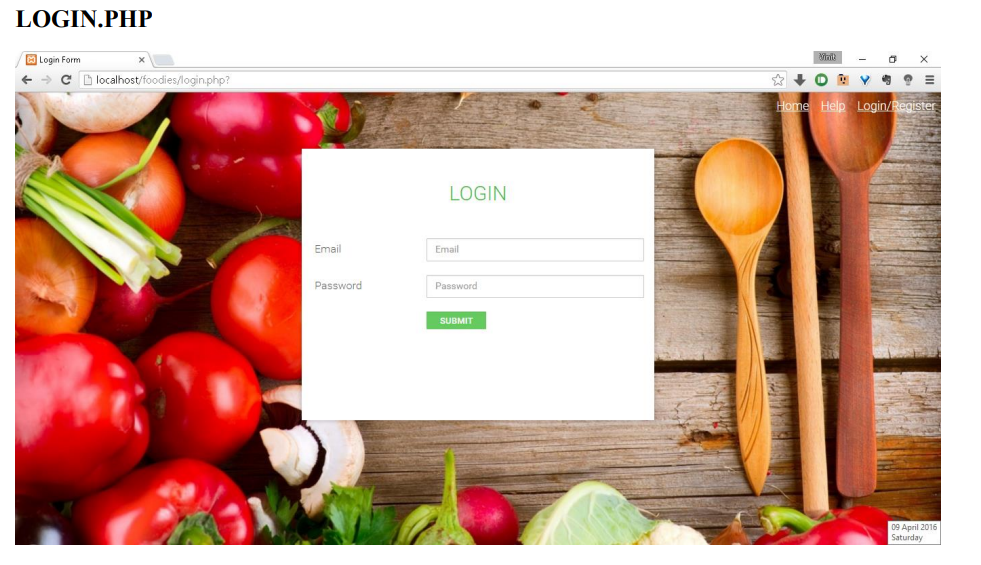 LOGIN.PHP
Login Form
Vinit
localhost/foodies/login.php?
Home Help Login/Register
LOGIN
Email Email
Password Password
SUBMIT
09 April 2016
Saturday